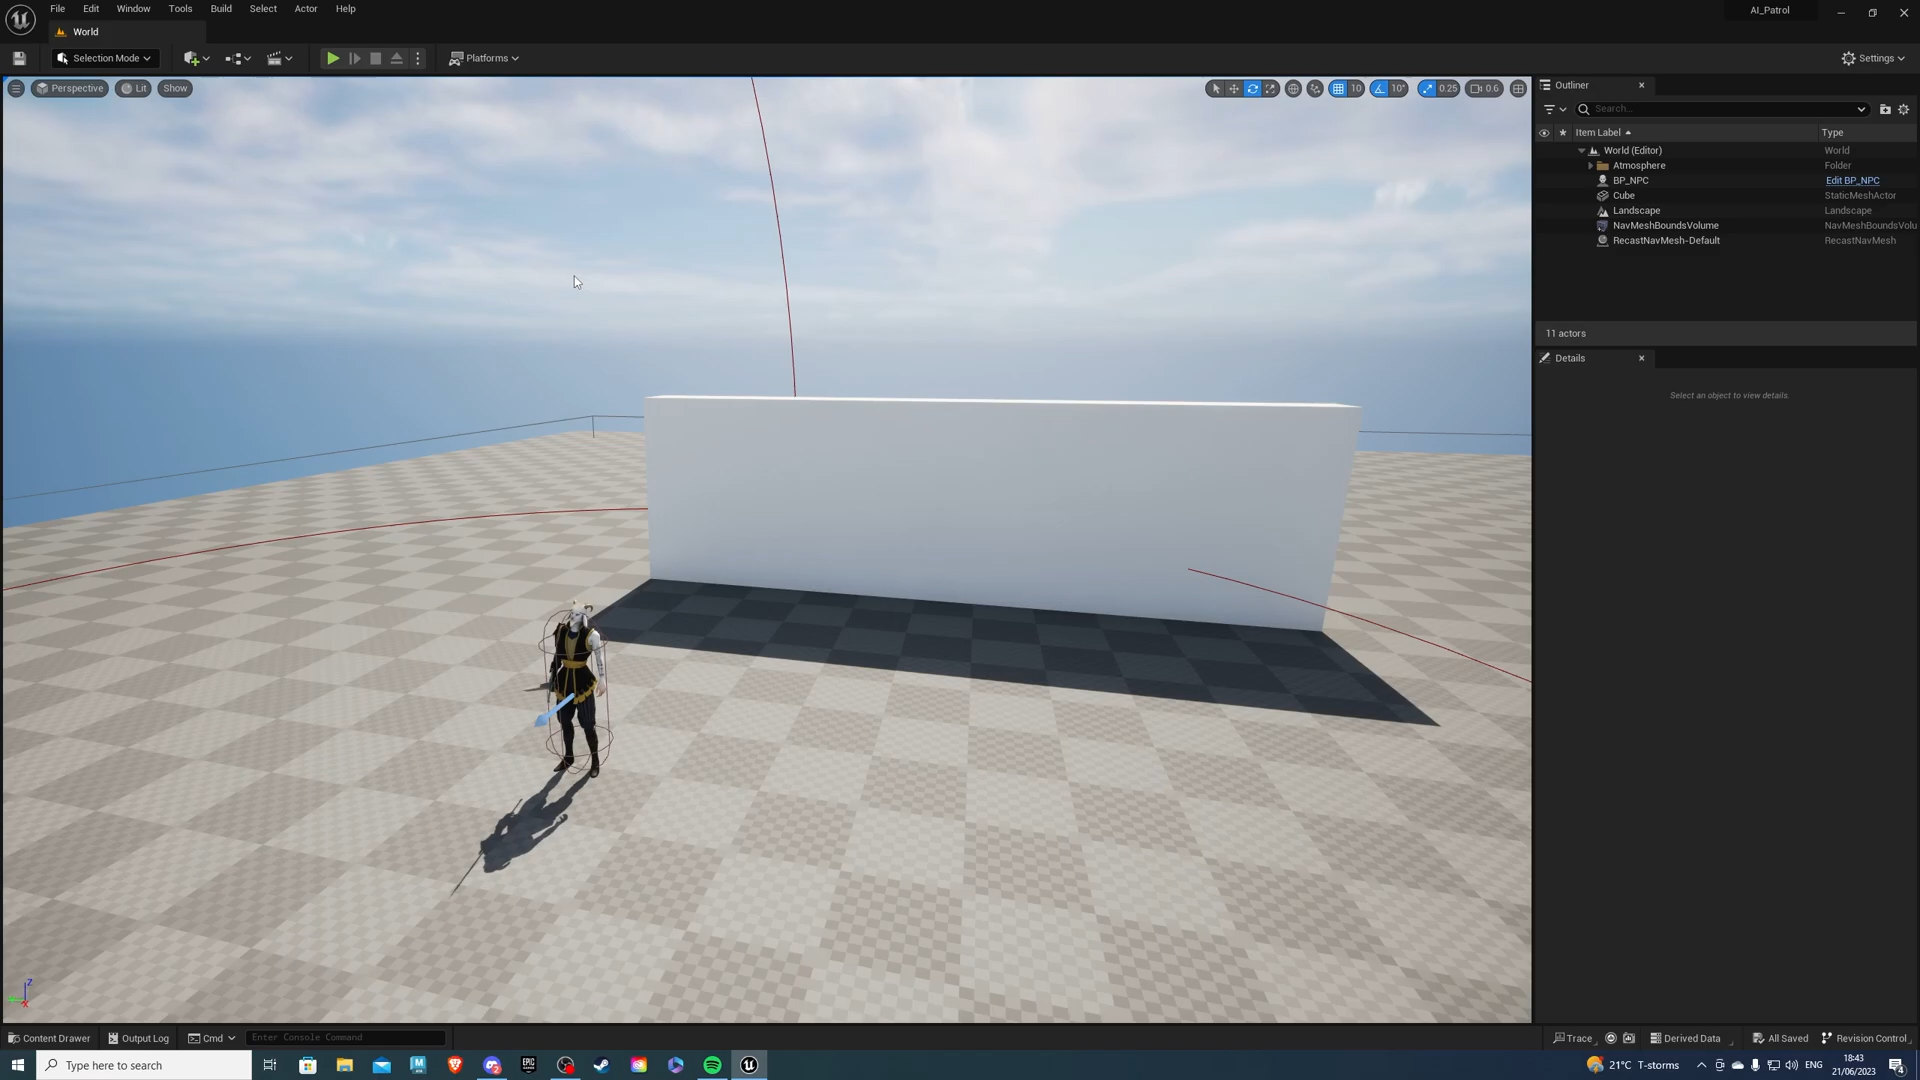 File Edit Window Tools Build Select Actor Help
AI_Patrol
World
Selection Mode
Platforms
Settings
Perspective Lit Show
10 10° 0.25 0.6
Outliner
Search...
Item Label Type
World (Editor) World
Atmosphere Folder
BP_NPC Edit BP_NPC
Cube StaticMeshActor
Landscape Landscape
NavMeshBoundsVolume NavMeshBoundsVolu
RecastNavMesh-Default RecastNavMesh
11 actors
Details
Select an object to view details.
Z
Content Drawer Output Log Cmd Enter Console Command
Trace Derived Data All Saved Revision Control
Type here to search
21°C T-storms
ENG
18:43
21/06/2023